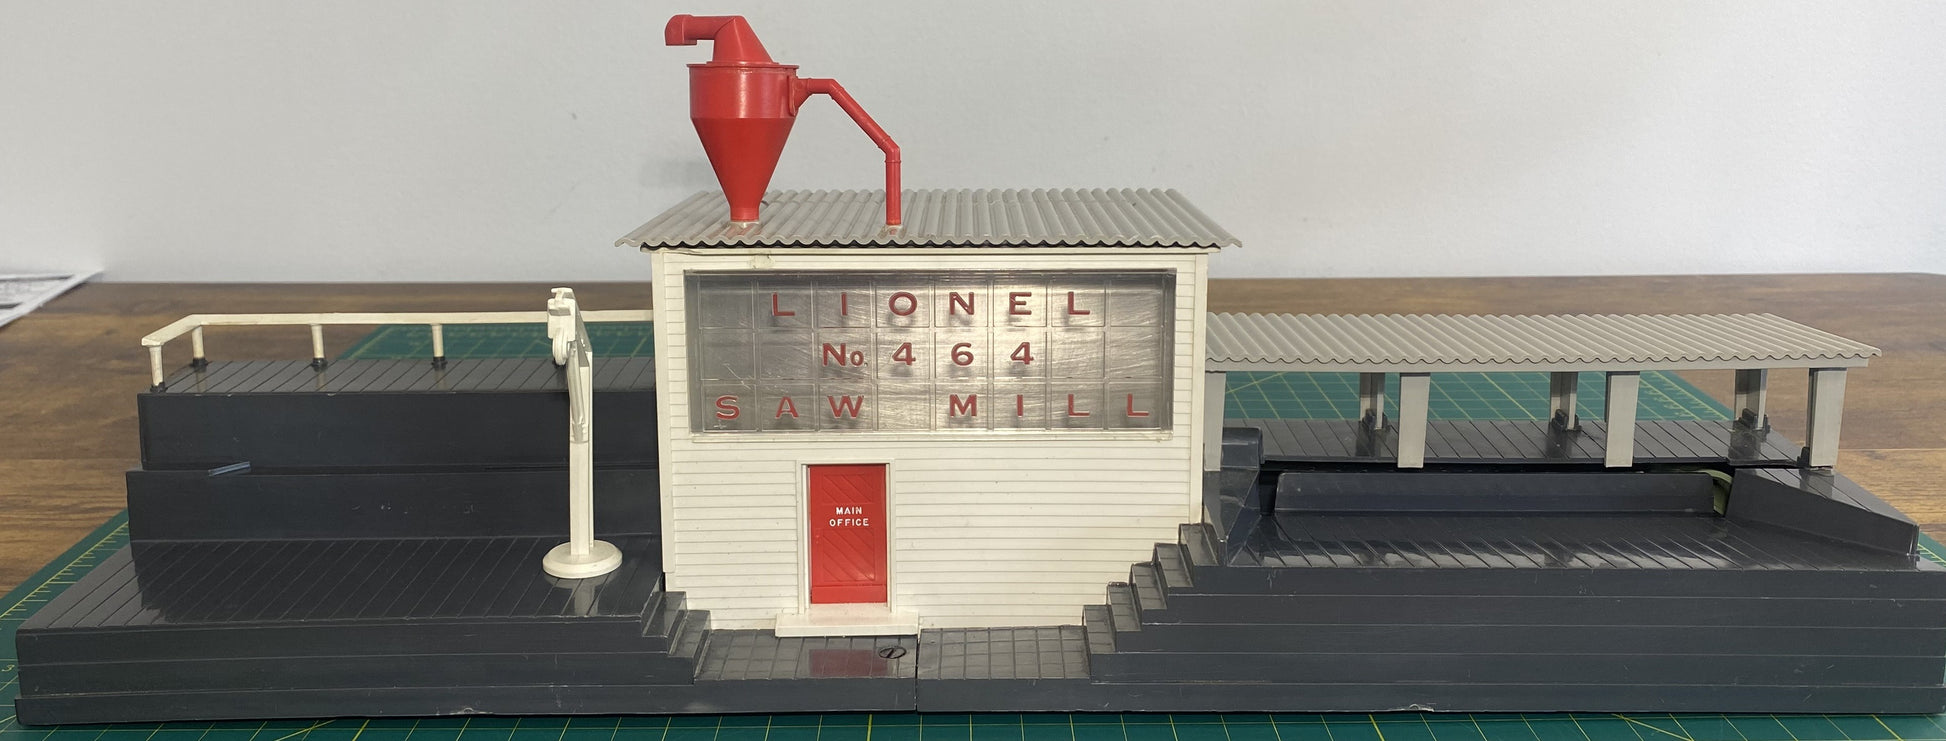 LIONEL
No. 464
SAW MILL
MAIN
OFFICE